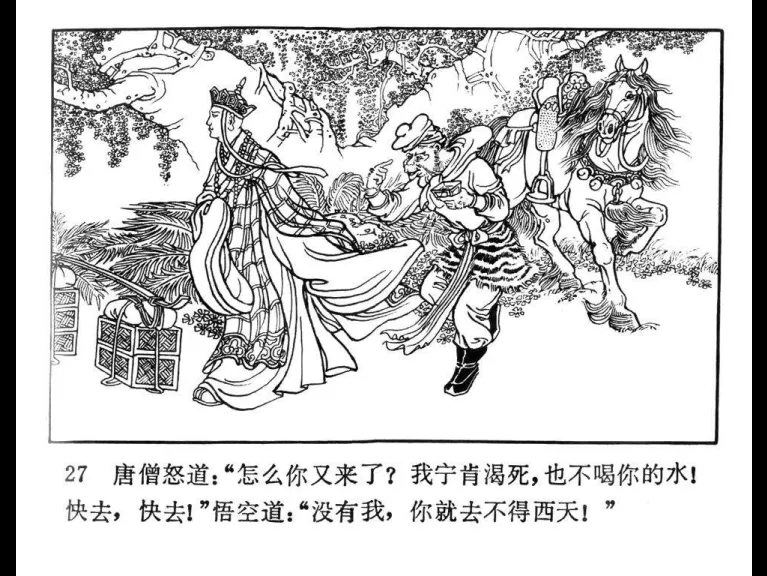 27 唐僧怒道：“怎么你又来了？我宁肯渴死，也不喝你的水！
快去，快去！”悟空道：“没有我，你就去不得西天！”